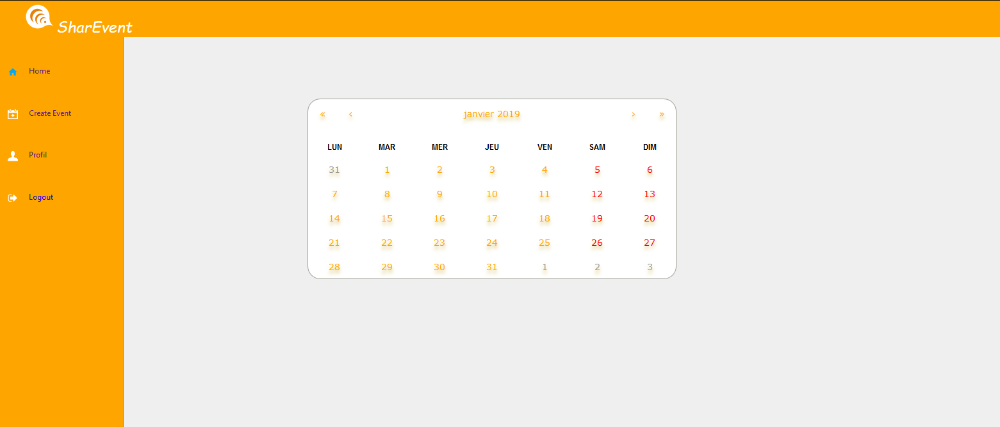 SharEvent
Home
Create Event
Profil
Logout
« ‹ janvier 2019 › »
LUN MAR MER JEU VEN SAM DIM
31 1 2 3 4 5 6
7 8 9 10 11 12 13
14 15 16 17 18 19 20
21 22 23 24 25 26 27
28 29 30 31 1 2 3